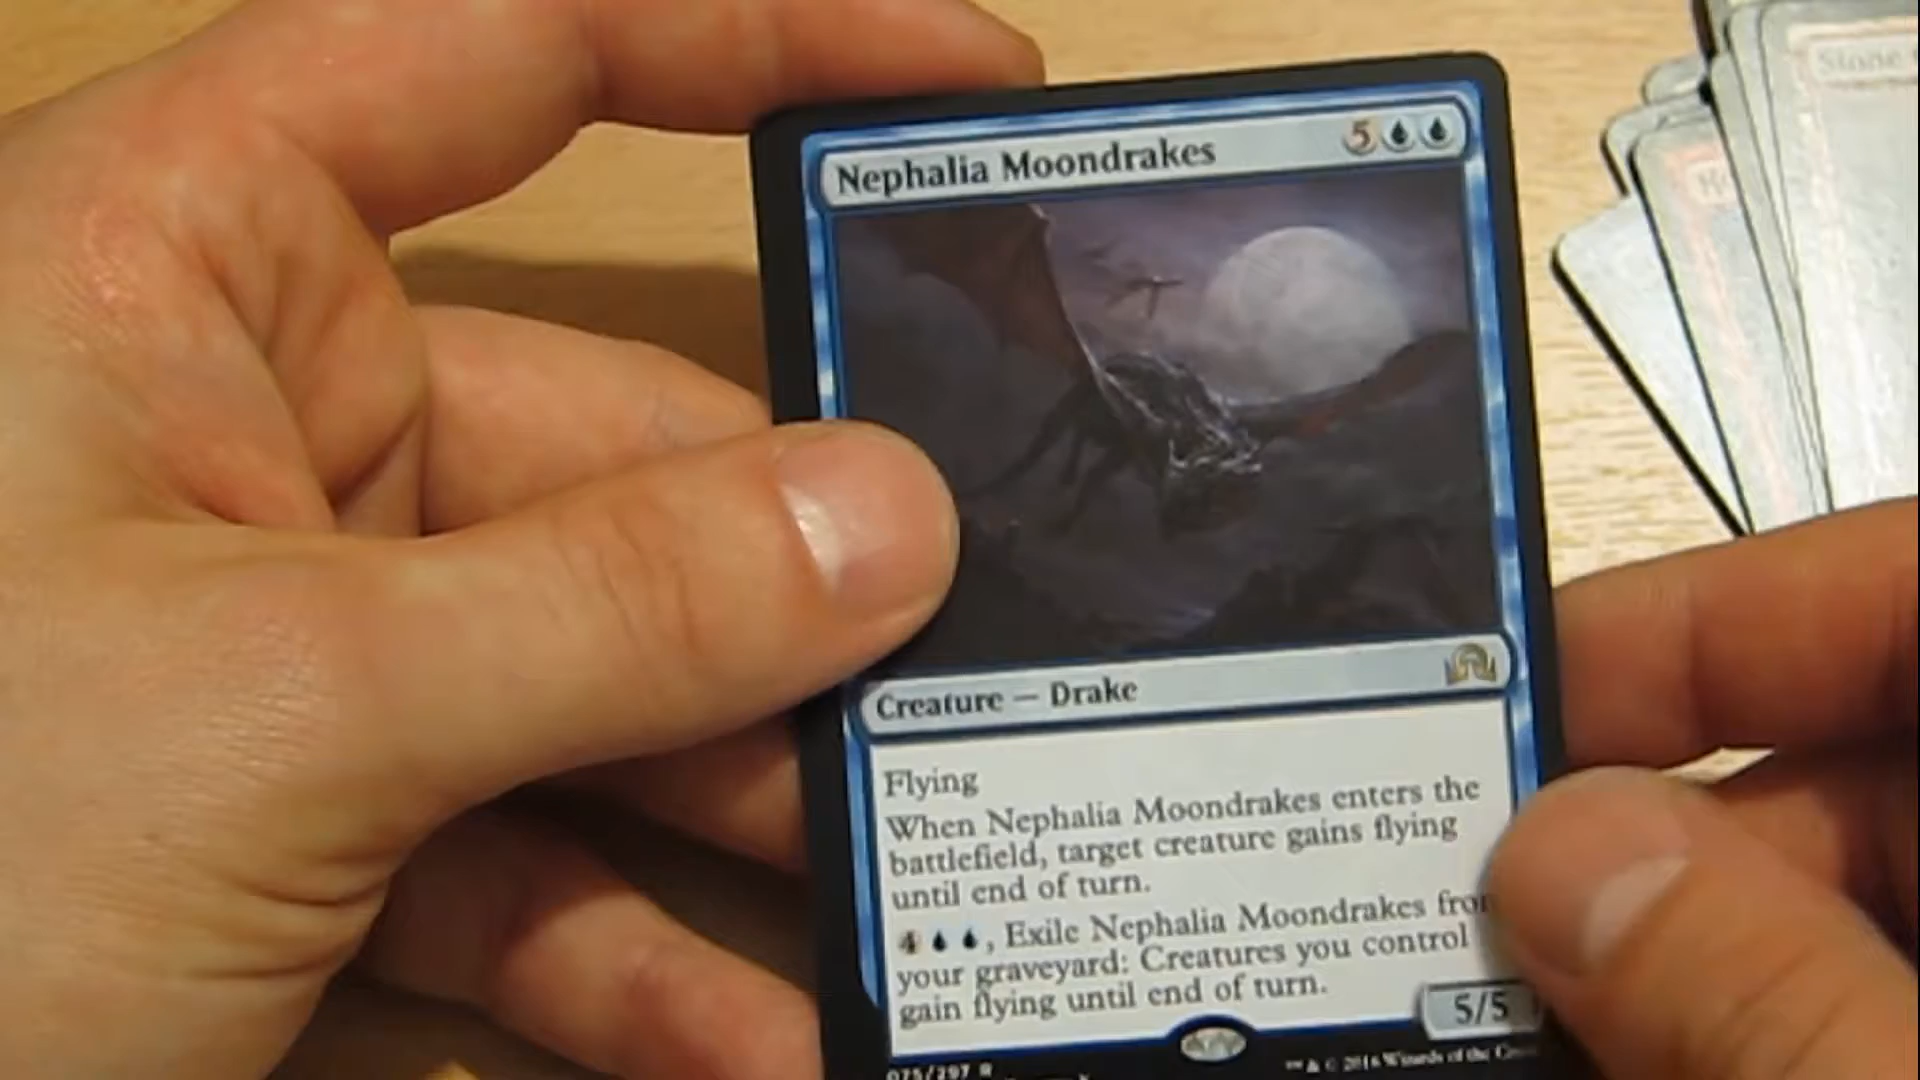 Nephalia Moondrakes 5
Creature — Drake
Flying
When Nephalia Moondrakes enters the
battlefield, target creature gains flying
until end of turn.
4 , Exile Nephalia Moondrakes from
your graveyard: Creatures you control
gain flying until end of turn.
5/5
075/297 R
™ & © 2016 Wizards of the
Stone